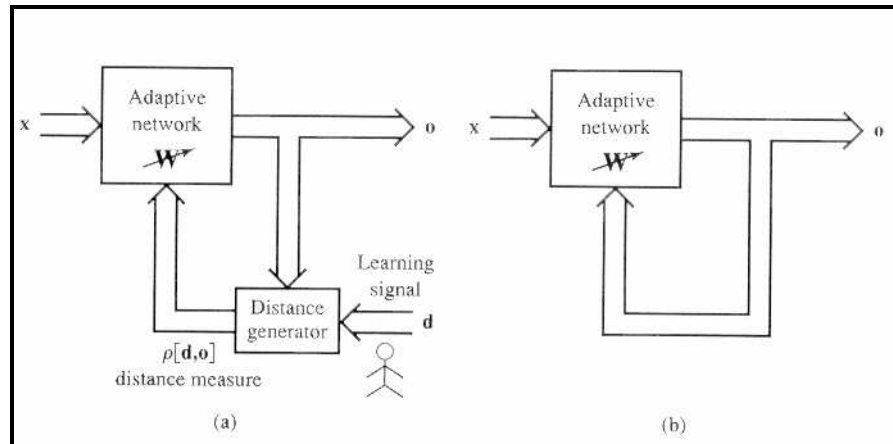 Adaptive
network
W
x
o
Learning
signal
Distance
generator
d
ρ[d,o]
distance measure
(a)
Adaptive
network
W
x
o
(b)